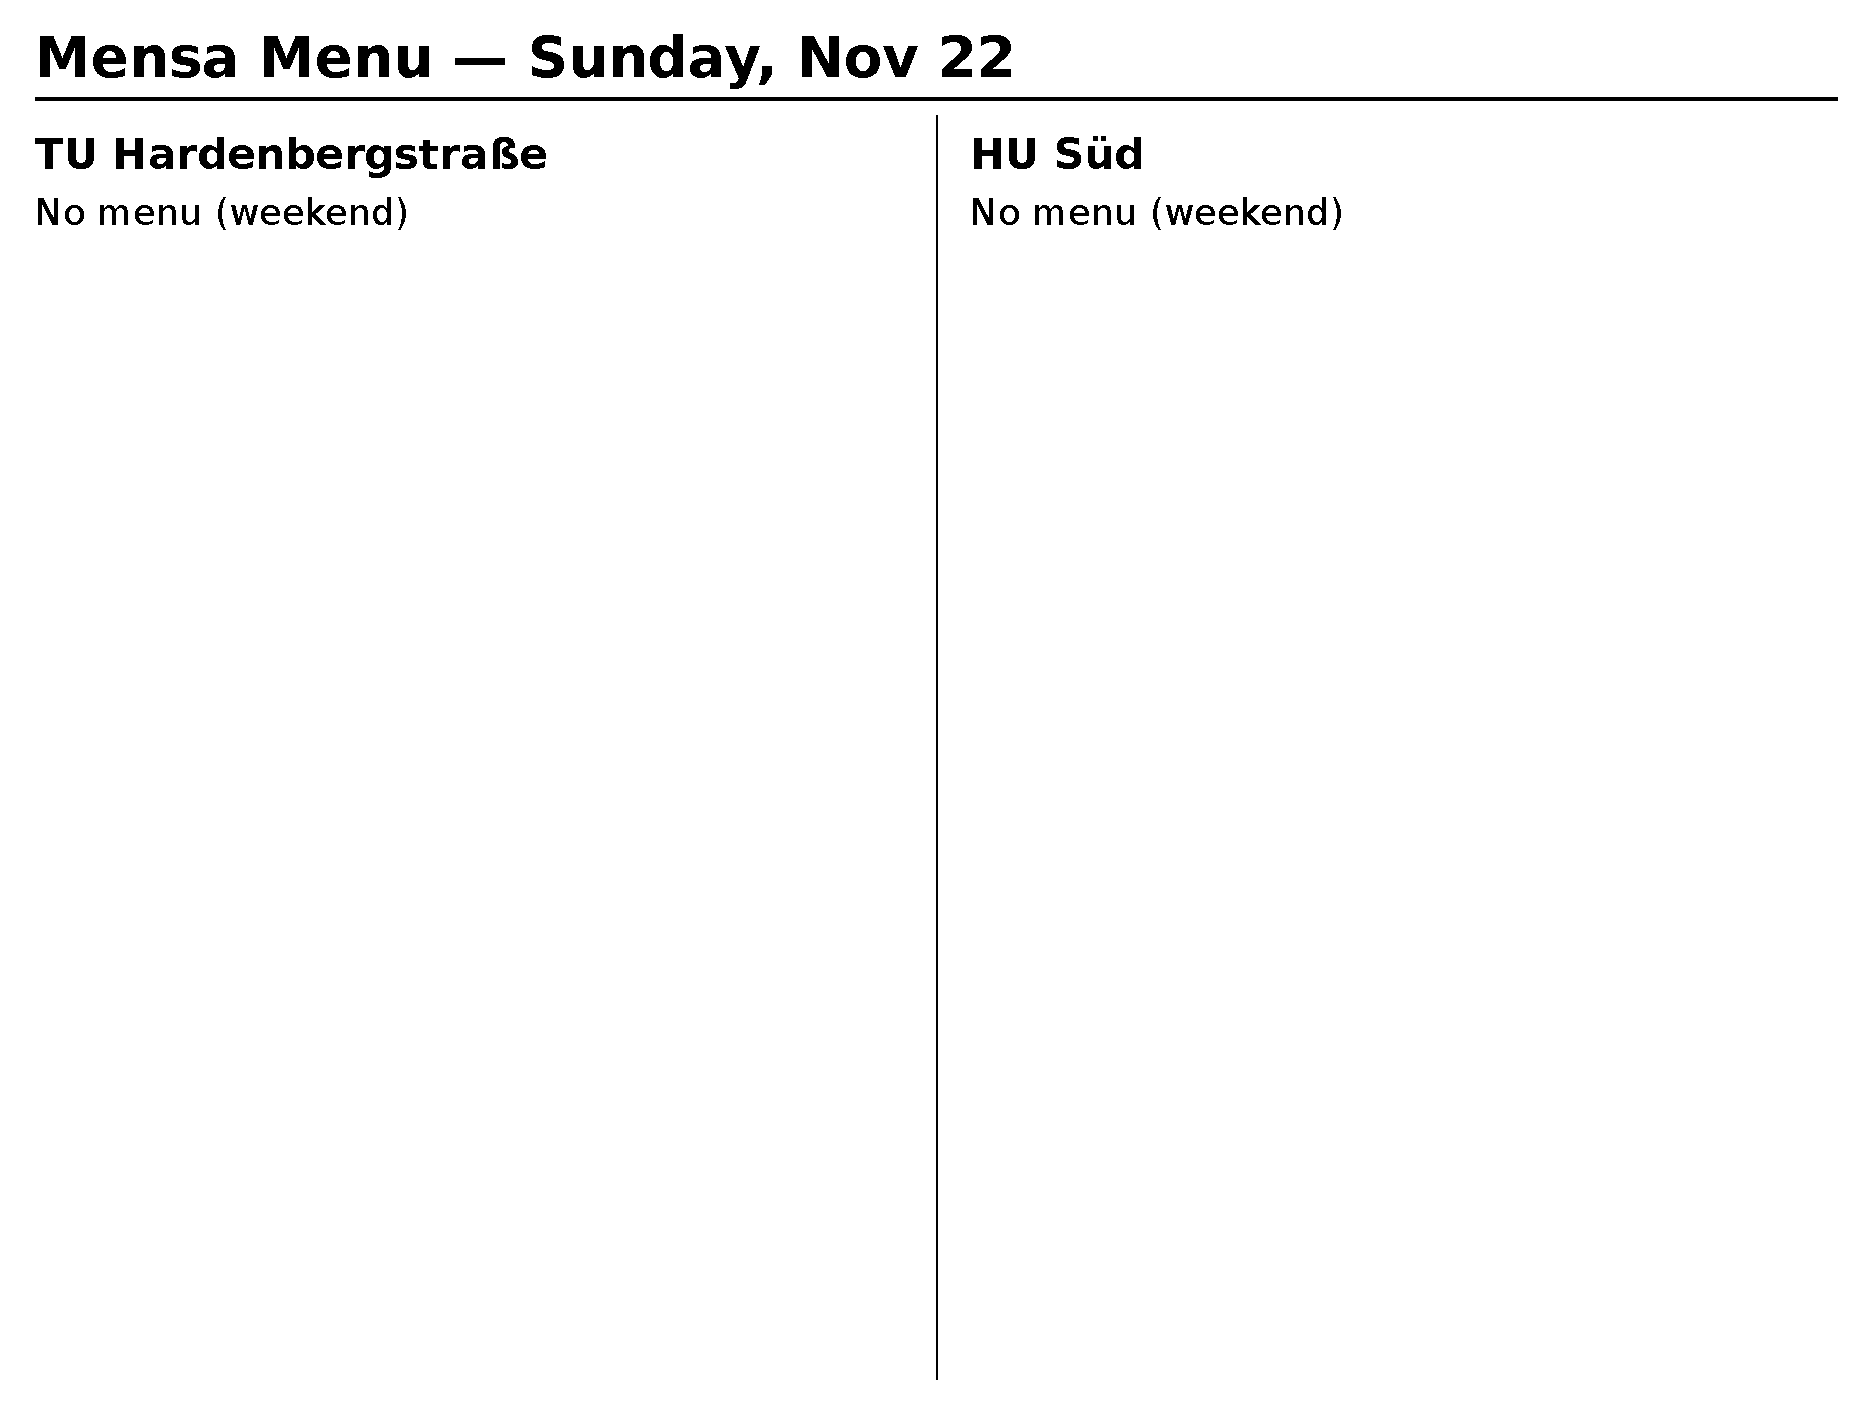 Mensa Menu — Sunday, Nov 22
TU Hardenbergstraße
No menu (weekend)
HU Süd
No menu (weekend)